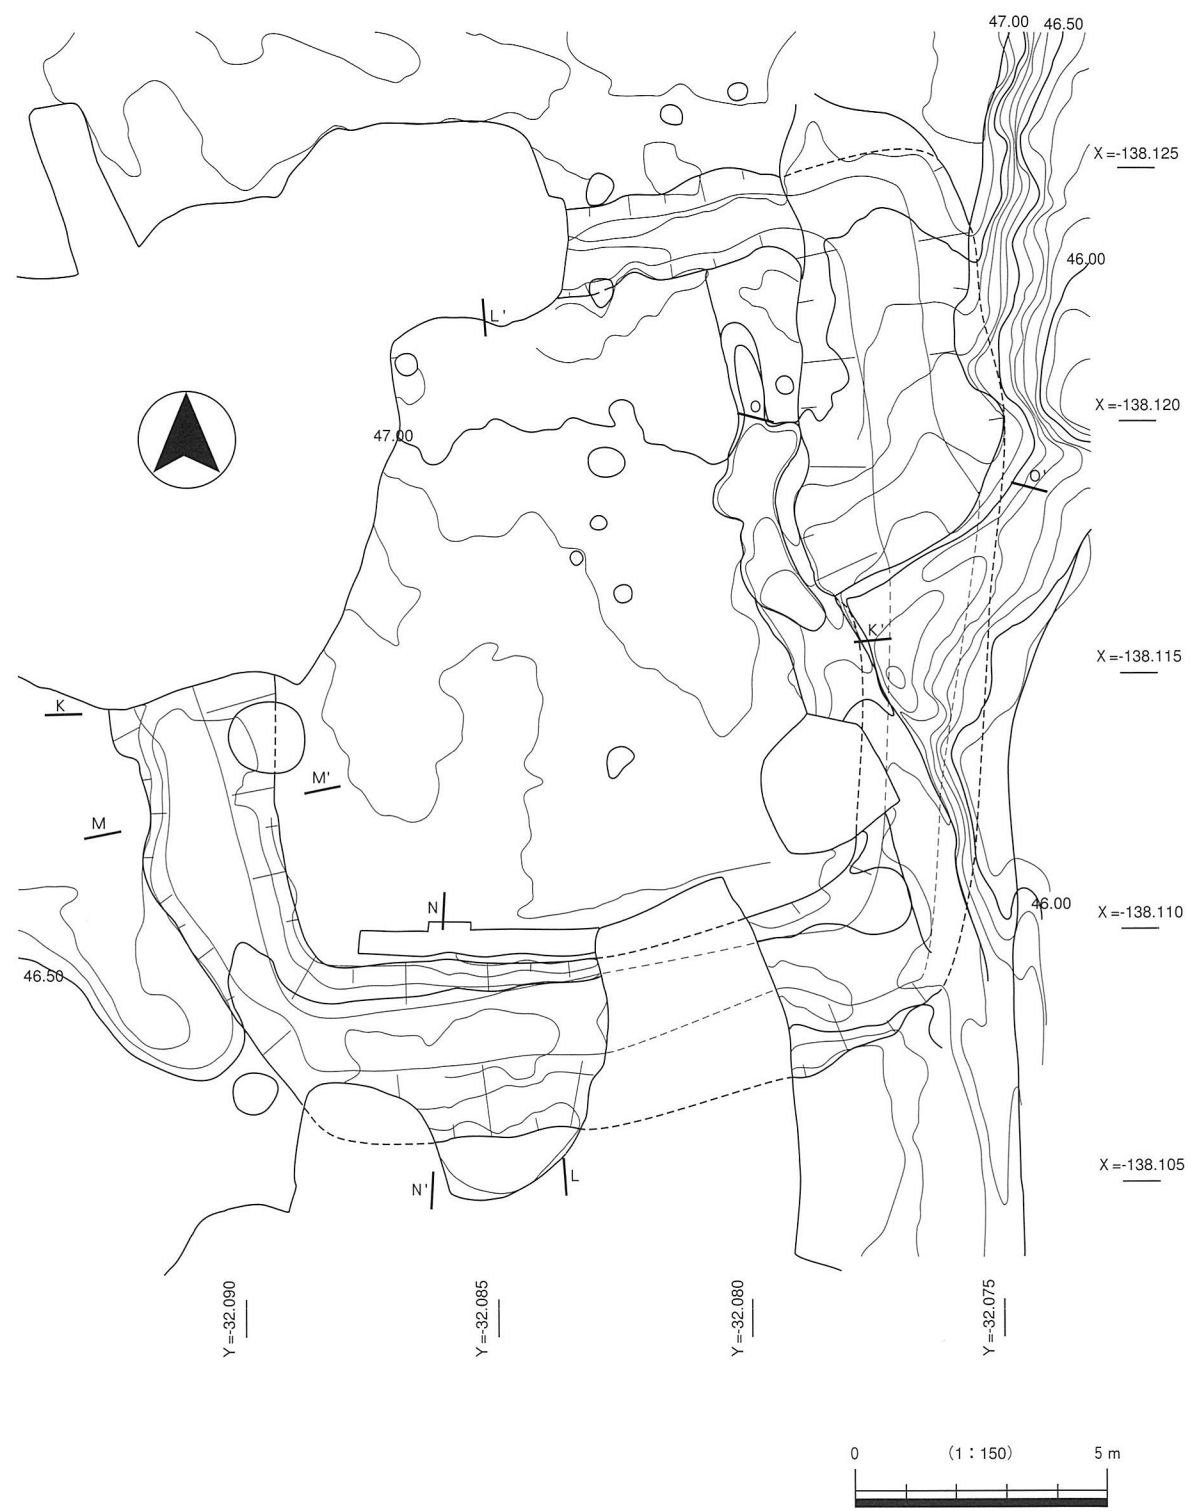 47.00 46.50
X=-138.125
46.00
L'
X=-138.120
O
47.00
O'
K'
X=-138.115
K
M'
M
N
46.00
X=-138.110
46.50
X=-138.105
N'
L
Y=-32.090
Y=-32.085
Y=-32.080
Y=-32.075
0 (1：150) 5 m